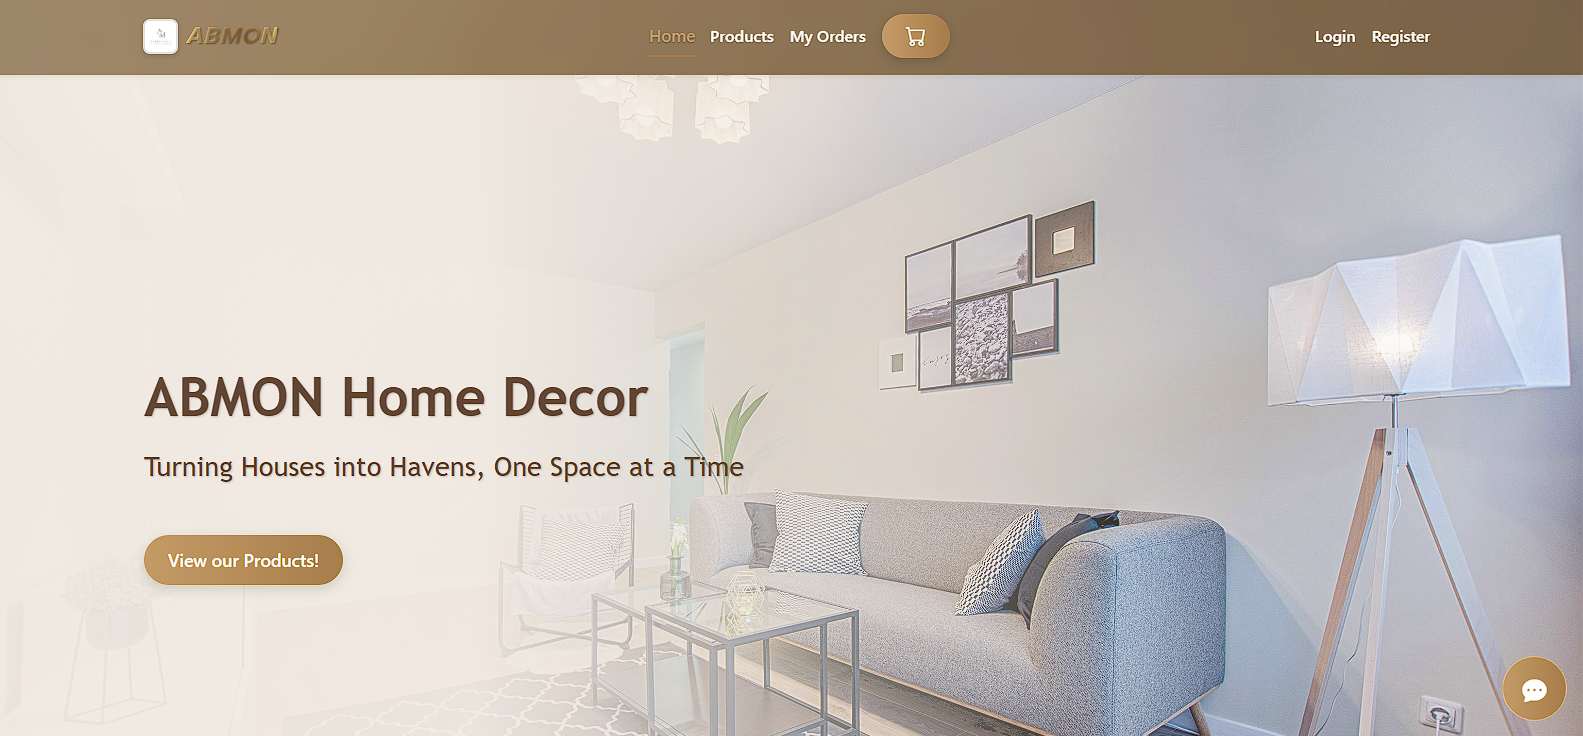 ABMON
Home Products My Orders
Login Register
ABMON Home Decor
Turning Houses into Havens, One Space at a Time
View our Products!